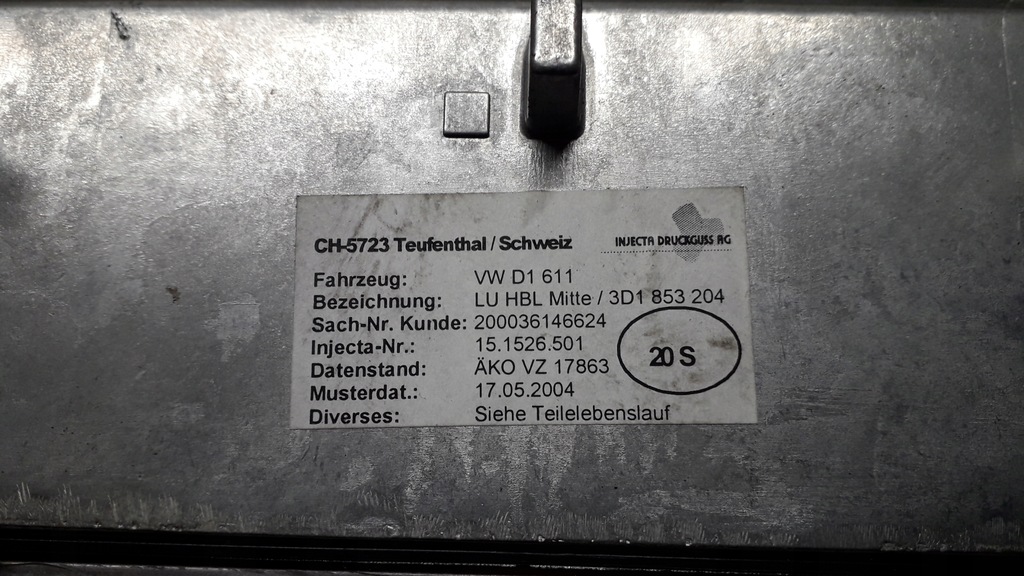 CH-5723 Teufenthal / Schweiz
INJECTA DRUCKGUSS AG
Fahrzeug: VW D1 611
Bezeichnung: LU HBL Mitte / 3D1 853 204
Sach-Nr. Kunde: 200036146624
Injecta-Nr.: 15.1526.501
Datenstand: ÄKO VZ 17863
20 S
Musterdat.: 17.05.2004
Diverses: Siehe Teilelebenslauf